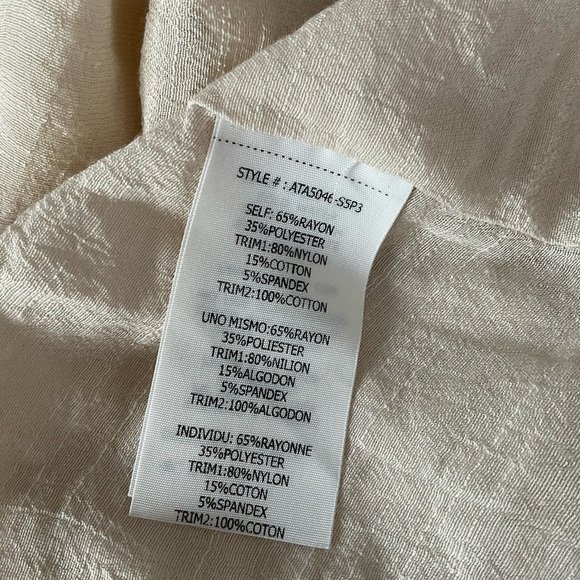 STYLE # : ATA5046-SSP3
SELF: 65%RAYON
35%POLYESTER
TRIM1:80%NYLON
15%COTTON
5%SPANDEX
TRIM2:100%COTTON
UNO MISMO:65%RAYON
35%POLIESTER
TRIM1:80%NILION
15%ALGODON
5%SPANDEX
TRIM2:100%ALGODON
INDIVIDU: 65%RAYONNE
35%POLYESTER
TRIM1:80%NYLON
15%COTON
5%SPANDEX
TRIM2:100%COTON